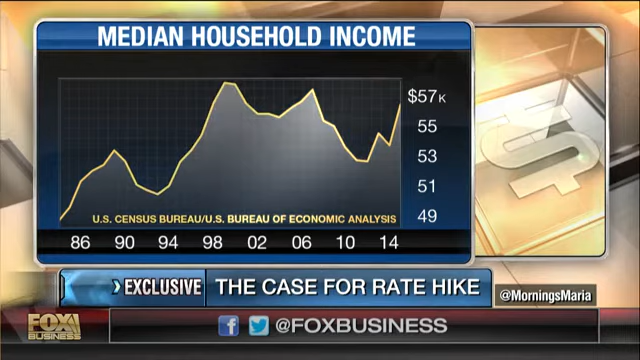 MEDIAN HOUSEHOLD INCOME
$57K
55
53
51
49
U.S. CENSUS BUREAU/U.S. BUREAU OF ECONOMIC ANALYSIS
86 90 94 98 02 06 10 14
EXCLUSIVE THE CASE FOR RATE HIKE
@MorningsMaria
FOX
BUSINESS
f @FOXBUSINESS